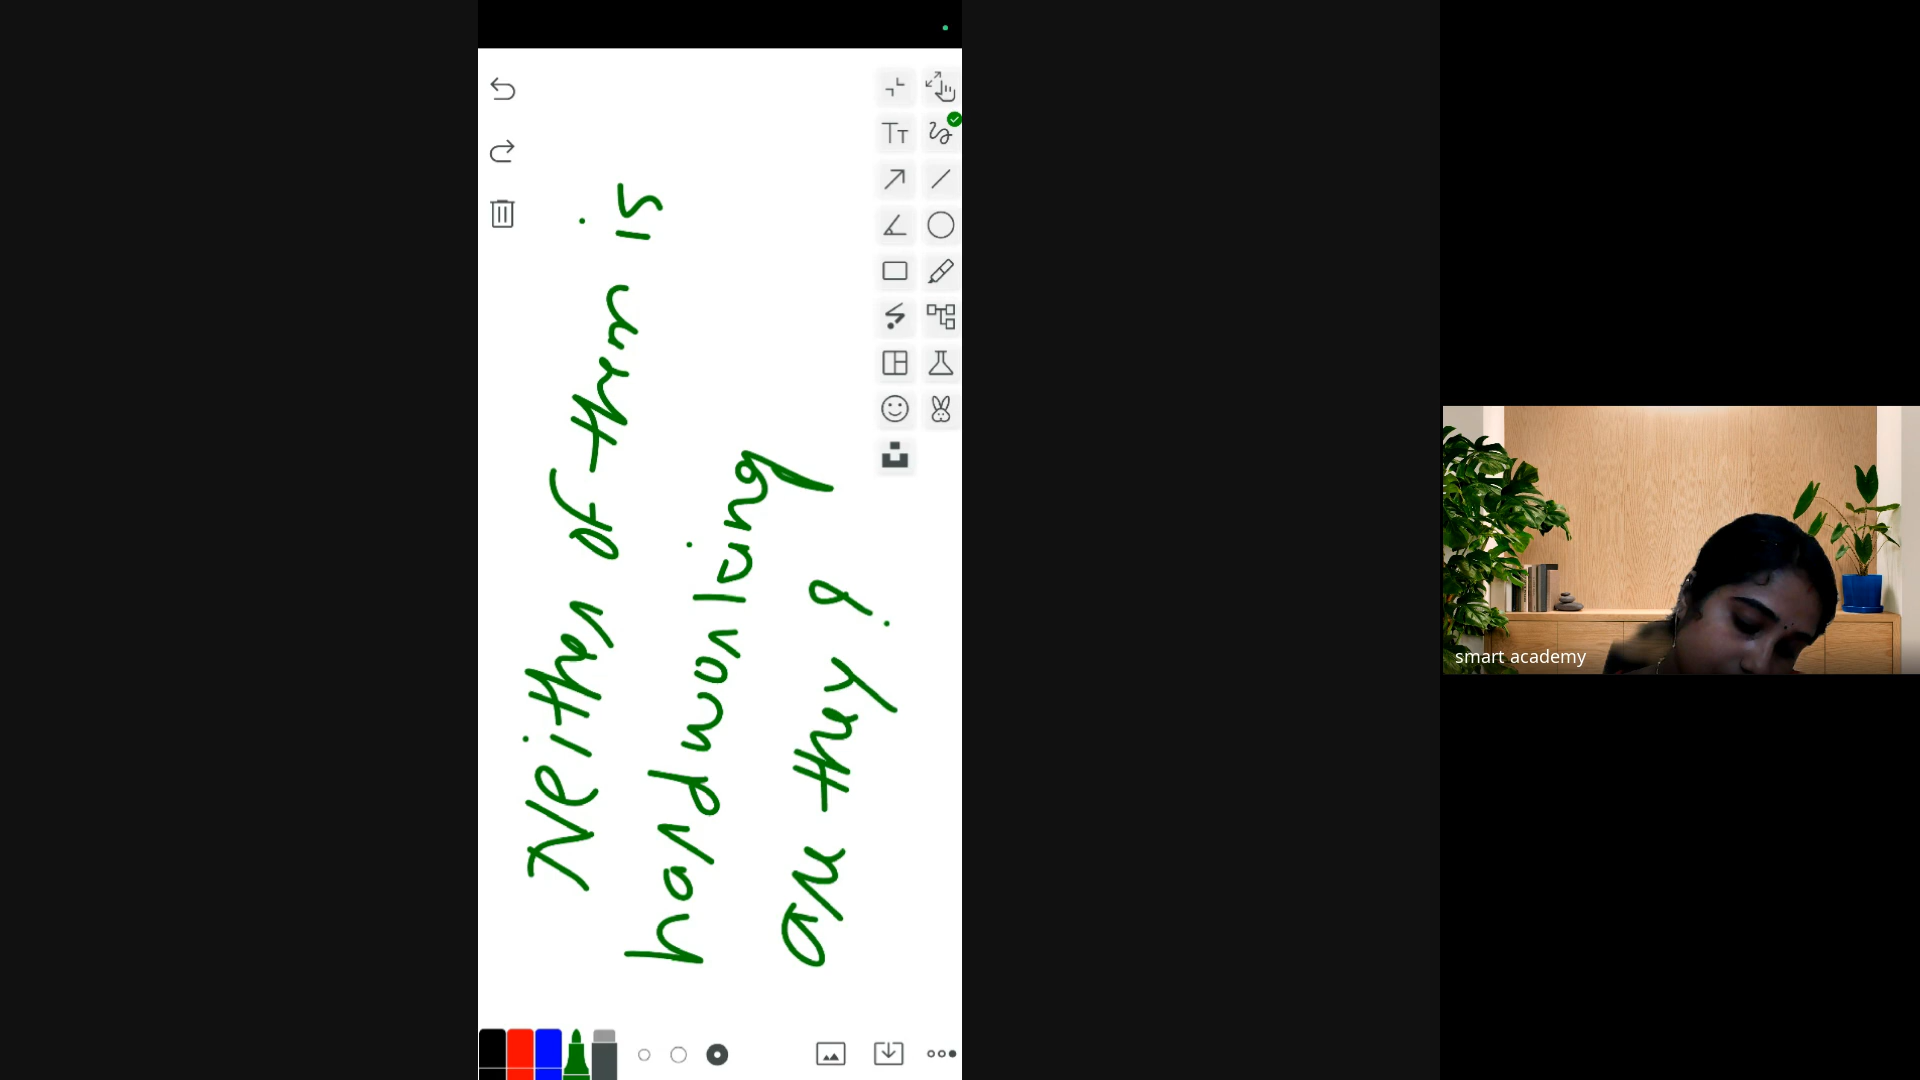 Neither of them is
hardworking
are they?
smart academy